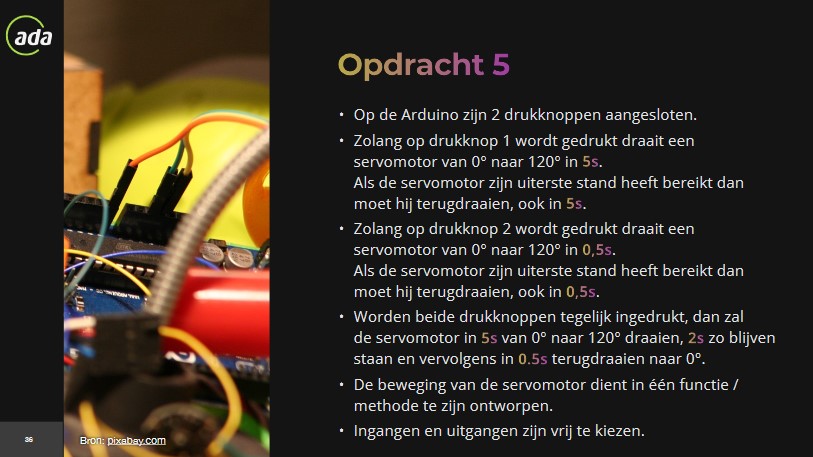 ada
Opdracht 5
• Op de Arduino zijn 2 drukknoppen aangesloten.
• Zolang op drukknop 1 wordt gedrukt draait een
servomotor van 0° naar 120° in 5s.
Als de servomotor zijn uiterste stand heeft bereikt dan
moet hij terugdraaien, ook in 5s.
• Zolang op drukknop 2 wordt gedrukt draait een
servomotor van 0° naar 120° in 0,5s.
Als de servomotor zijn uiterste stand heeft bereikt dan
moet hij terugdraaien, ook in 0,5s.
• Worden beide drukknoppen tegelijk ingedrukt, dan zal
de servomotor in 5s van 0° naar 120° draaien, 2s zo blijven
staan en vervolgens in 0.5s terugdraaien naar 0°.
• De beweging van de servomotor dient in één functie /
methode te zijn ontworpen.
• Ingangen en uitgangen zijn vrij te kiezen.
36
Bron: pixabay.com